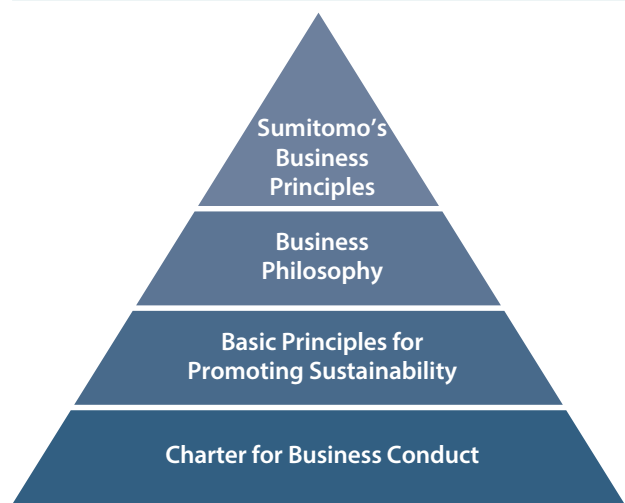 Sumitomo’s
Business
Principles
Business
Philosophy
Basic Principles for
Promoting Sustainability
Charter for Business Conduct